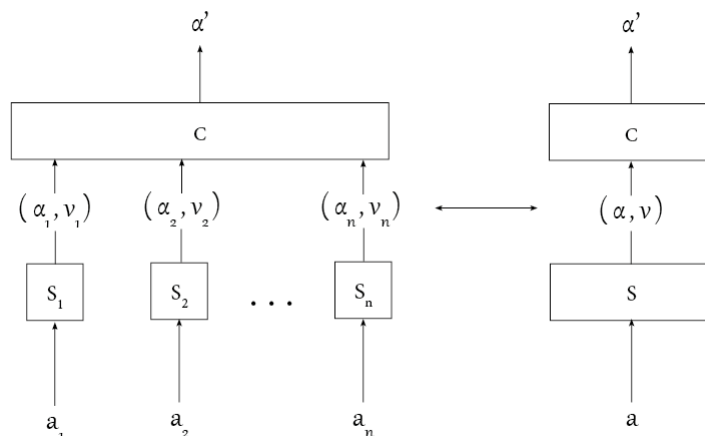 α’ α’
C C
(α₁, v₁) (α₂, v₂) (αₙ, vₙ) (α, v)
S₁ S₂ . . . Sₙ S
a₁ a₂ aₙ a